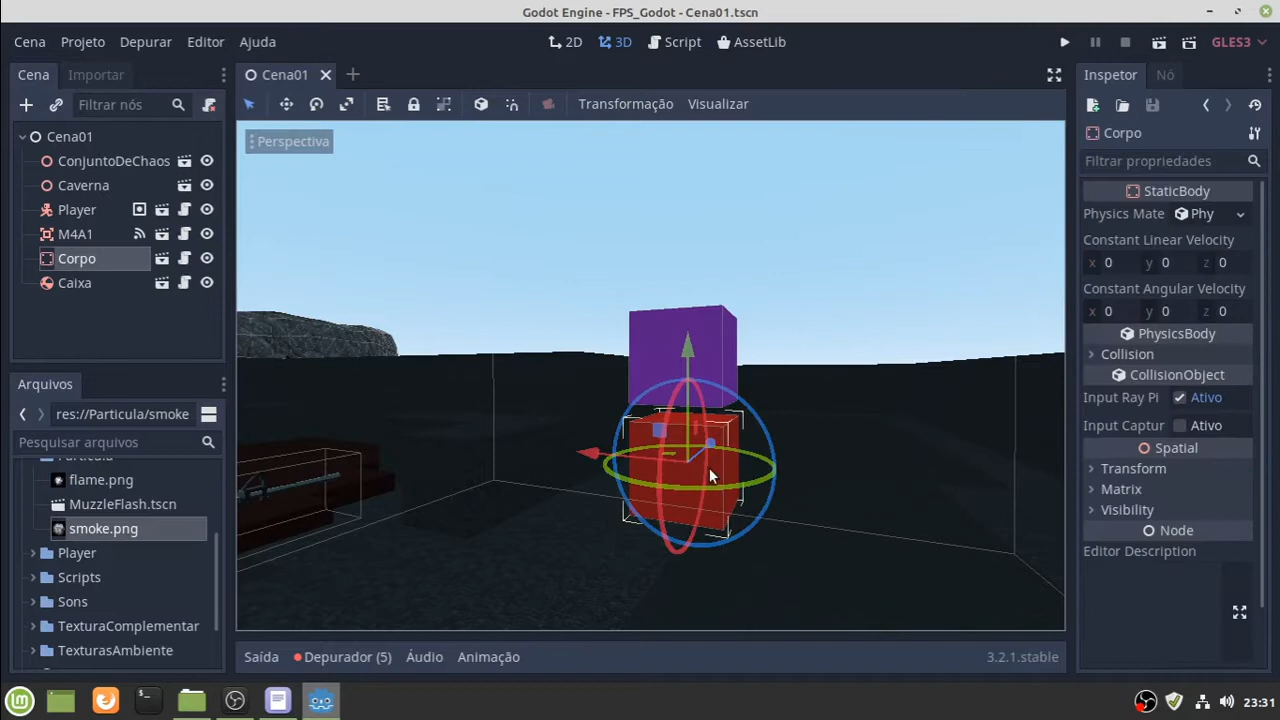 Godot Engine - FPS_Godot - Cena01.tscn
Cena Projeto Depurar Editor Ajuda
2D 3D Script AssetLib
GLES3
Cena Importar
Filtrar nós
Cena01
ConjuntoDeChaos
Caverna
Player
M4A1
Corpo
Caixa
Arquivos
res://Particula/smoke
Pesquisar arquivos
Particula
flame.png
MuzzleFlash.tscn
smoke.png
Player
Scripts
Sons
TexturaComplementar
TexturasAmbiente
Cena01
Transformação Visualizar
Perspectiva
Saída Depurador (5) Áudio Animação 3.2.1.stable
Inspetor Nó
Corpo
Filtrar propriedades
StaticBody
Physics Mate Phy
Constant Linear Velocity
x 0 y 0 z 0
Constant Angular Velocity
x 0 y 0 z 0
PhysicsBody
Collision
CollisionObject
Input Ray Pi Ativo
Input Captur Ativo
Spatial
Transform
Matrix
Visibility
Node
Editor Description
23:31